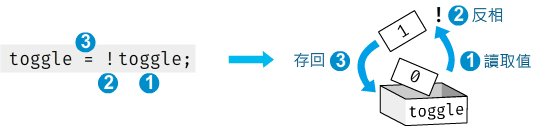 ③
toggle = !toggle;
② ①
! ② 反相
1
存回 ③
① 讀取值
0
toggle